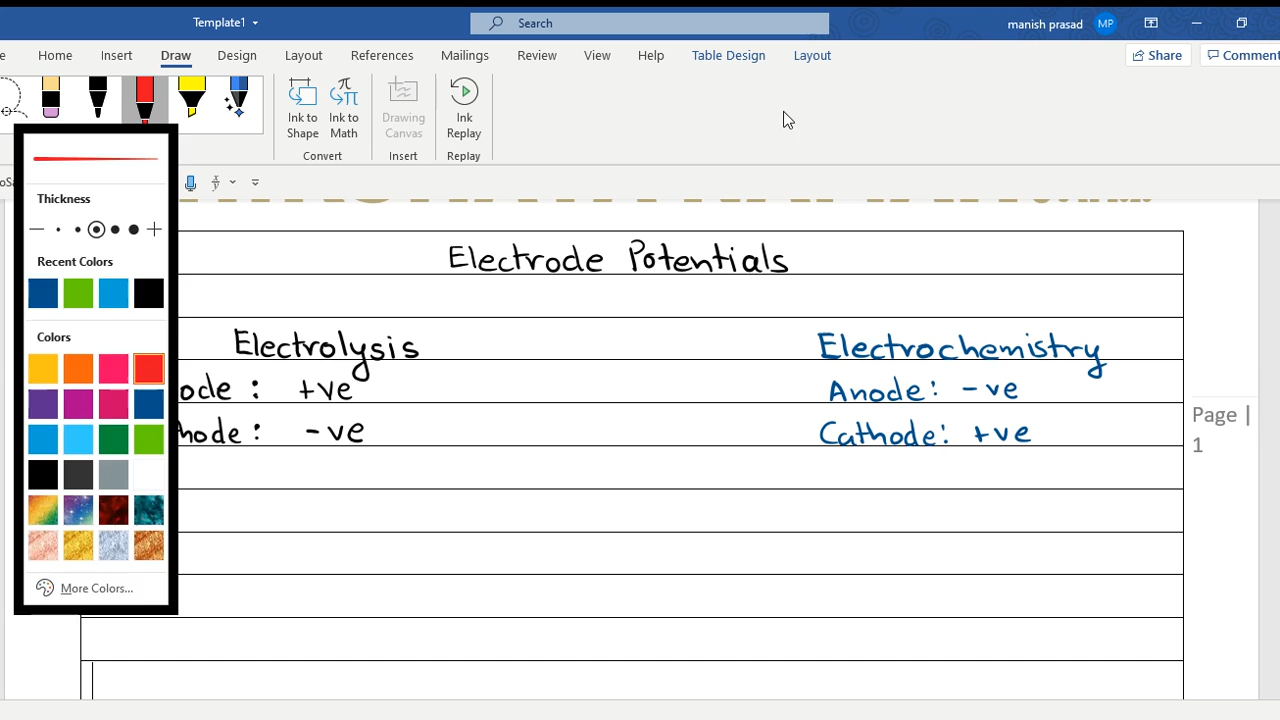 Template1
Search
manish prasad
MP
Home Insert Draw Design Layout References Mailings Review View Help Table Design Layout
Share
Comment
Ink to Shape
Ink to Math
Drawing Canvas
Ink Replay
Convert
Insert
Replay
Thickness
Recent Colors
Colors
More Colors...
Electrode Potentials
Electrolysis
Electrochemistry
ode : +ve
Anode: -ve
hode : -ve
Cathode: +ve
Page |
1